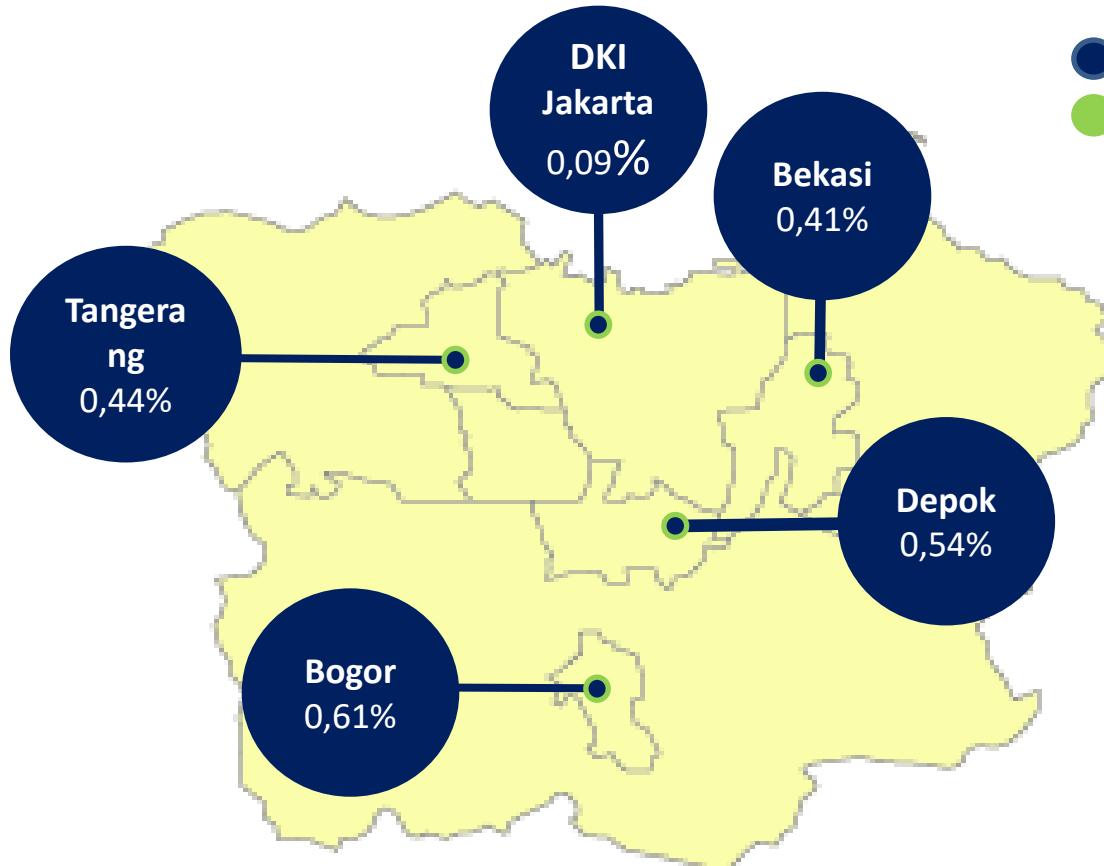 DKI
Jakarta
0,09%
Bekasi
0,41%
Tangera
ng
0,44%
Depok
0,54%
Bogor
0,61%